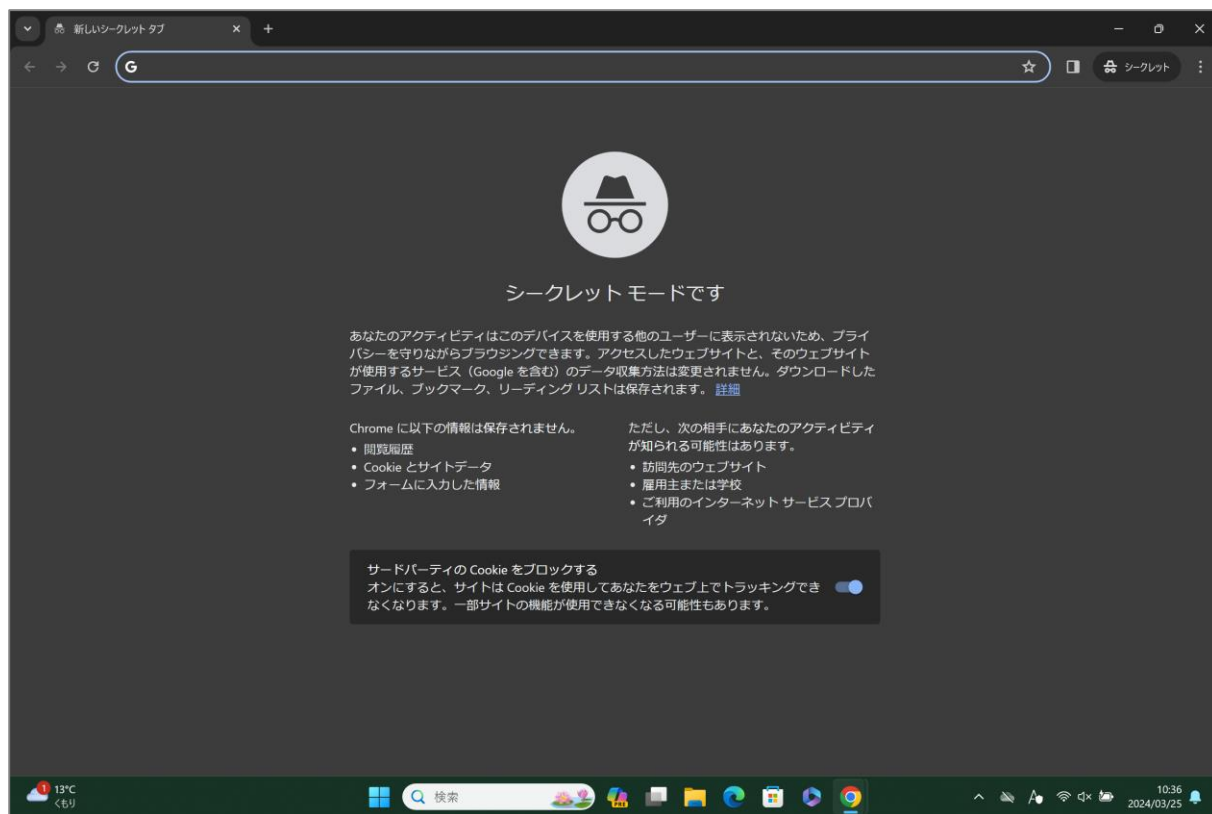 新しいシークレット タブ
シークレット
シークレット モードです
あなたのアクティビティはこのデバイスを使用する他のユーザーに表示されないため、プライ
バシーを守りながらブラウジングできます。アクセスしたウェブサイトと、そのウェブサイト
が使用するサービス（Google を含む）のデータ収集方法は変更されません。ダウンロードした
ファイル、ブックマーク、リーディング リストは保存されます。 詳細
Chrome に以下の情報は保存されません。
• 閲覧履歴
• Cookie とサイトデータ
• フォームに入力した情報
ただし、次の相手にあなたのアクティビティ
が知られる可能性はあります。
• 訪問先のウェブサイト
• 雇用主または学校
• ご利用のインターネット サービス プロバ
イダ
サードパーティの Cookie をブロックする
オンにすると、サイトは Cookie を使用してあなたをウェブ上でトラッキングでき
なくなります。一部サイトの機能が使用できなくなる可能性もあります。
1
13°C
くもり
検索
PRE
A
10:36
2024/03/25